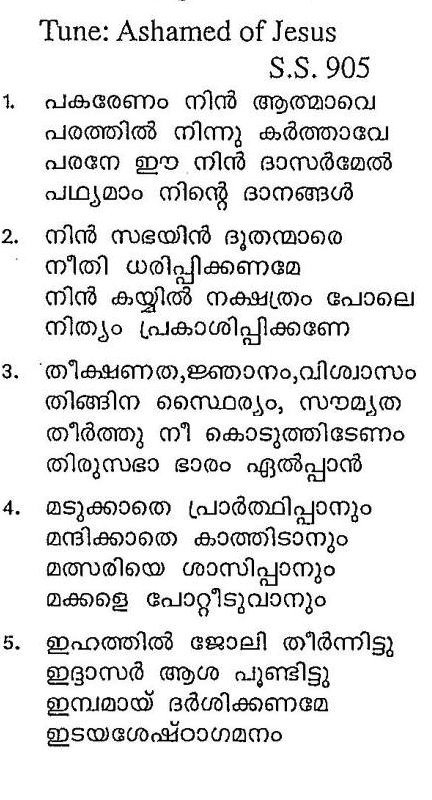 Tune: Ashamed of Jesus
S.S. 905
1. പകരേണം നിൻ ആത്മാവെ
പരത്തിൽ നിന്നു കർത്താവേ
പരനേ ഈ നിൻ ദാസർമേൽ
പഥ്യമാം നിന്റെ ദാനങ്ങൾ
2. നിൻ സഭയിൻ ദൂതന്മാരെ
നീതി ധരിപ്പിക്കണമേ
നിൻ കയ്യിൽ നക്ഷത്രം പോലെ
നിത്യം പ്രകാശിപ്പിക്കണേ
3. തീക്ഷണത,ജ്ഞാനം,വിശ്വാസം
തിങ്ങിന സ്ഥൈര്യം, സൗമ്യത
തീർത്തു നീ കൊടുത്തിടേണം
തിരുസഭാ ഭാരം ഏൽപ്പാൻ
4. മടുക്കാതെ പ്രാർത്ഥിപ്പാനും
മന്ദിക്കാതെ കാത്തിടാനും
മത്സരിയെ ശാസിപ്പാനും
മക്കളെ പോറ്റീടുവാനും
5. ഇഹത്തിൽ ജോലി തീർന്നിട്ടു
ഇദ്ദാസർ ആശ പൂണ്ടിട്ടു
ഇമ്പമായ് ദർശിക്കണമേ
ഇടയശേഷ്ഠാഗമനം